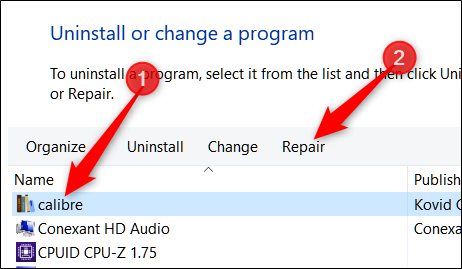 Uninstall or change a program
To uninstall a program, select it from the list and then click Uni
or Repair.
1
2
Organize Uninstall Change Repair
Name Publish
calibre Kovid G
Conexant HD Audio Conexa
CPUID CPU-Z 1.75